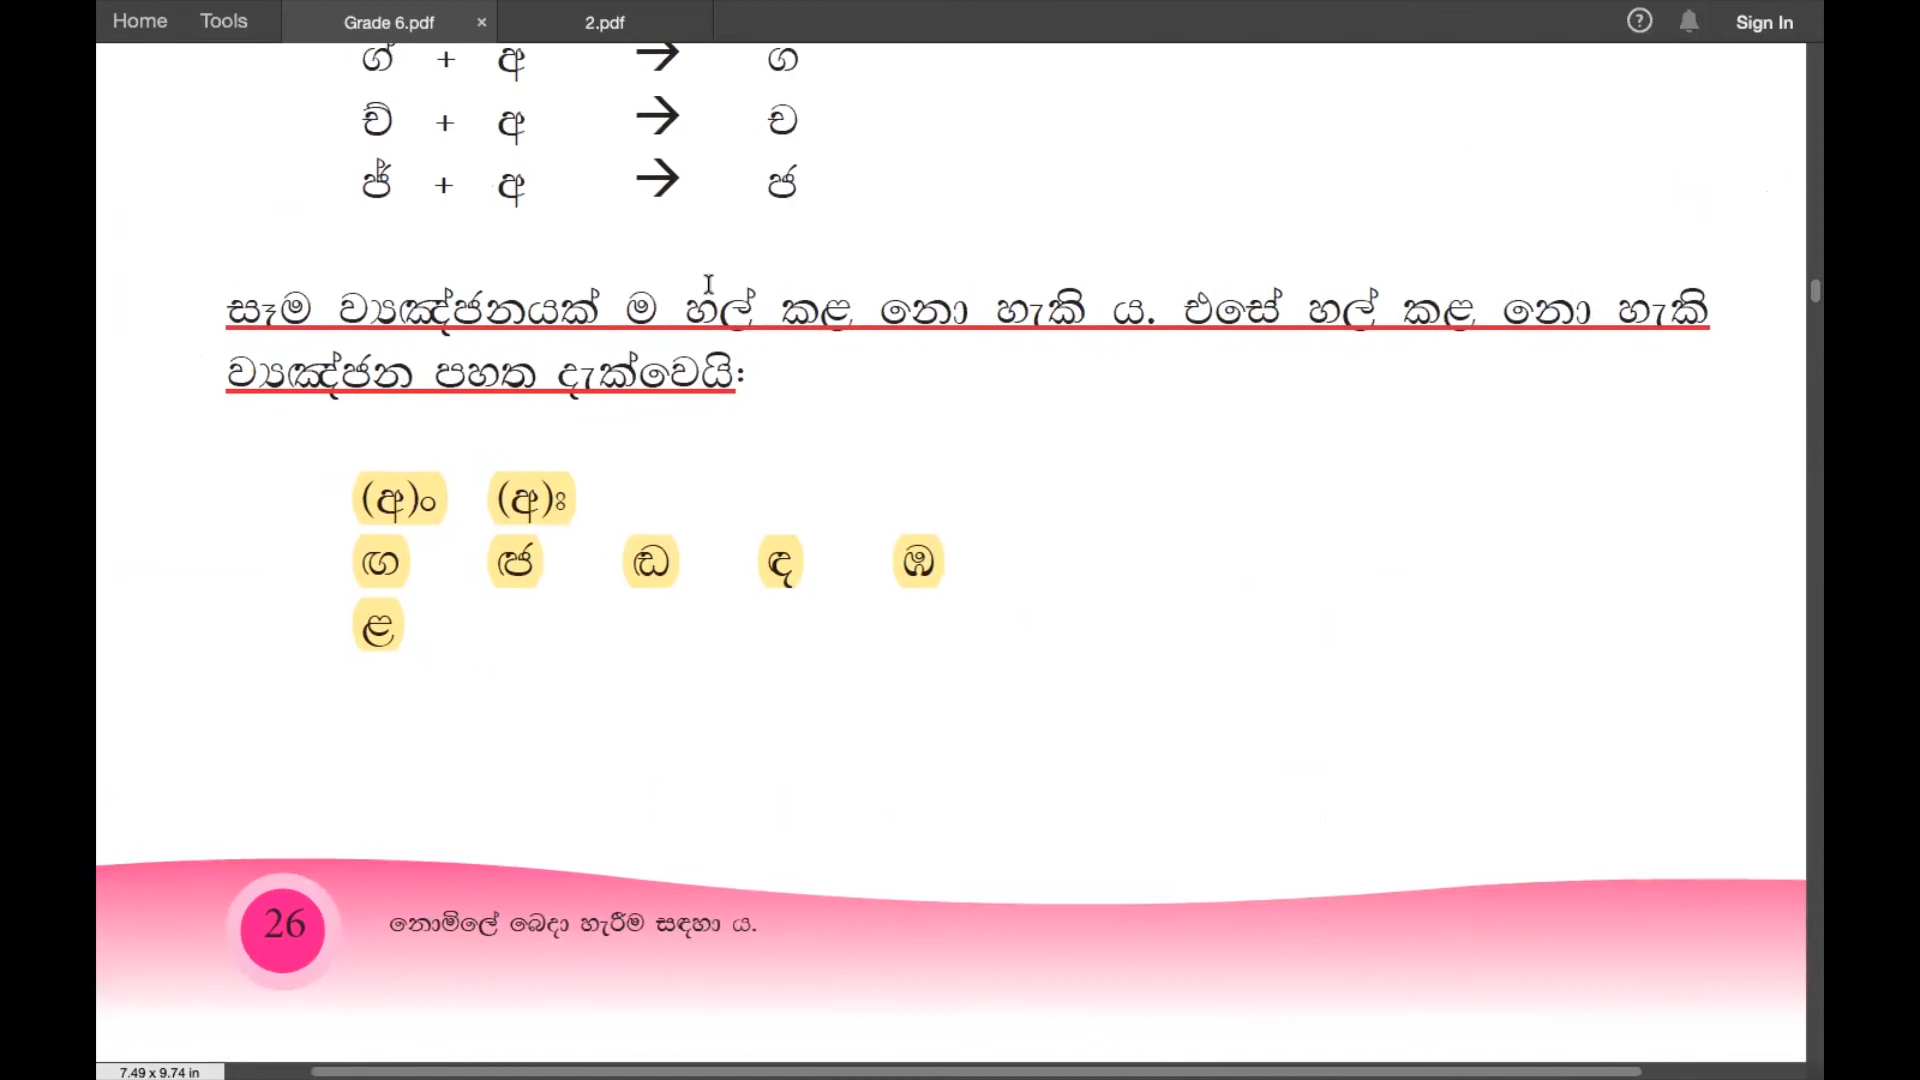 Home Tools Grade 6.pdf × 2.pdf ? Sign In
ග් + අ → ග
ච් + අ → ච
ජ් + අ → ජ
සෑම ව්‍යඤ්ජනයක් ම හල් කළ නො හැකි ය. එසේ හල් කළ නො හැකි
ව්‍යඤ්ජන පහත දැක්වෙයි:
(අ)ං (අ)ඃ
ඟ ඦ ඬ ඳ ඹ
ළ
26 නොමිලේ බෙදා හැරීම සඳහා ය.
7.49 x 9.74 in